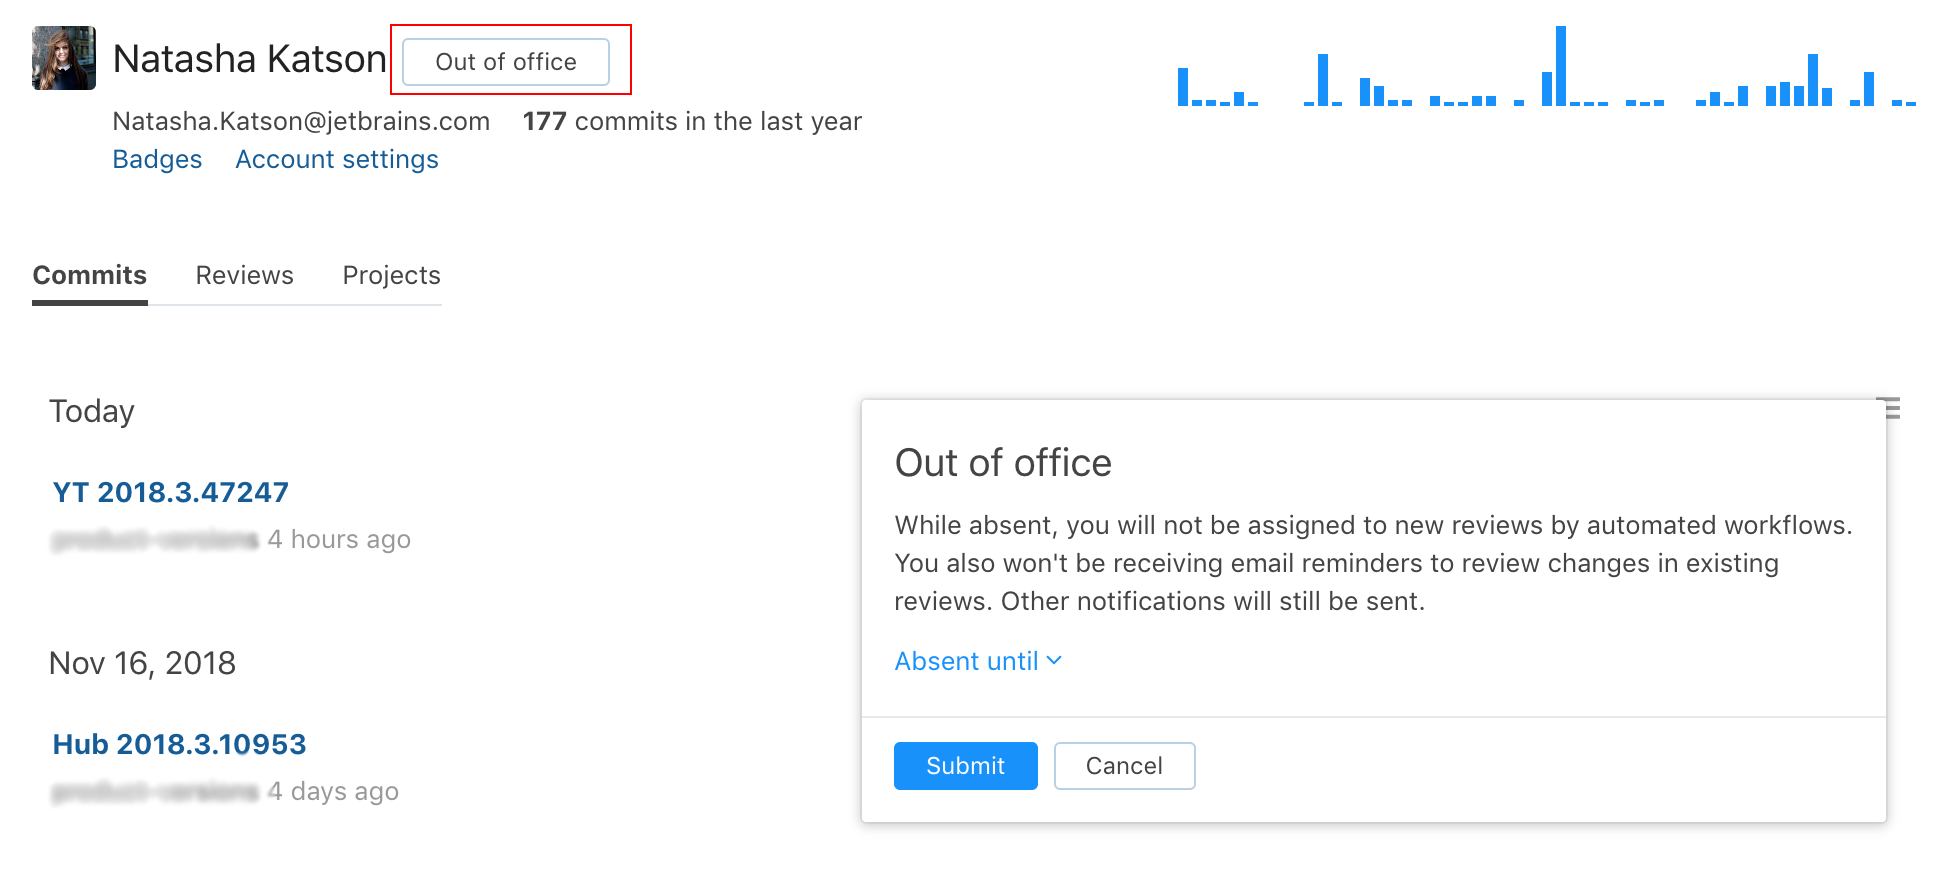 Natasha Katson
Out of office
Natasha.Katson@jetbrains.com 177 commits in the last year
Badges Account settings
Commits Reviews Projects
Today
YT 2018.3.47247
4 hours ago
Nov 16, 2018
Hub 2018.3.10953
4 days ago
Out of office
While absent, you will not be assigned to new reviews by automated workflows.
You also won't be receiving email reminders to review changes in existing
reviews. Other notifications will still be sent.
Absent until
Submit Cancel